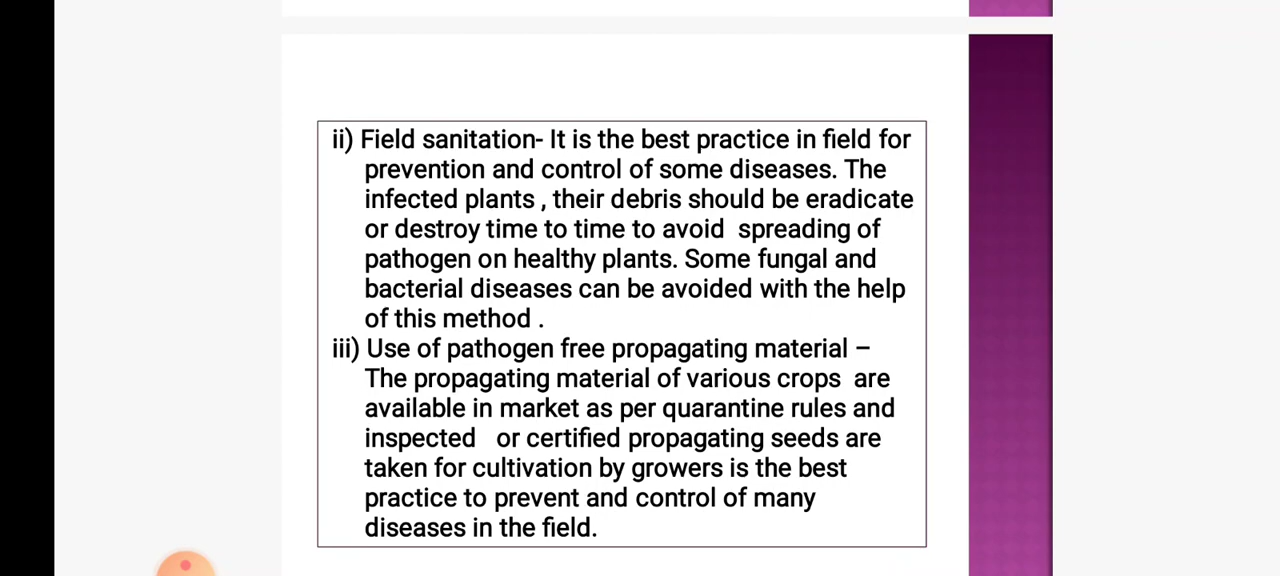 ii) Field sanitation- It is the best practice in field for
prevention and control of some diseases. The
infected plants , their debris should be eradicate
or destroy time to time to avoid  spreading of
pathogen on healthy plants. Some fungal and
bacterial diseases can be avoided with the help
of this method .
iii) Use of pathogen free propagating material –
The propagating material of various crops  are
available in market as per quarantine rules and
inspected   or certified propagating seeds are
taken for cultivation by growers is the best
practice to prevent and control of many
diseases in the field.